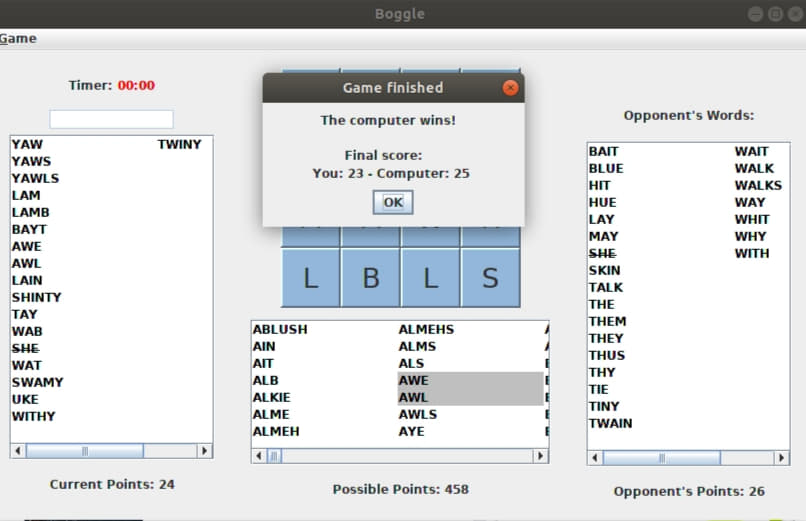 Boggle
Game
Timer: 00:00
YAW TWINY
YAWS
YAWLS
LAM
LAMB
BAYT
AWE
AWL
LAIN
SHINTY
TAY
WAB
SHE
WAT
SWAMY
UKE
WITHY
Current Points: 24
Game finished
The computer wins!
Final score:
You: 23 - Computer: 25
OK
L B L S
ABLUSH ALMEHS
AIN ALMS
AIT ALS
ALB AWE
ALKIE AWL
ALME AWLS
ALMEH AYE
Possible Points: 458
Opponent's Words:
BAIT WAIT
BLUE WALK
HIT WALKS
HUE WAY
LAY WHIT
MAY WHY
SHE WITH
SKIN
TALK
THE
THEM
THEY
THUS
THY
TIE
TINY
TWAIN
Opponent's Points: 26